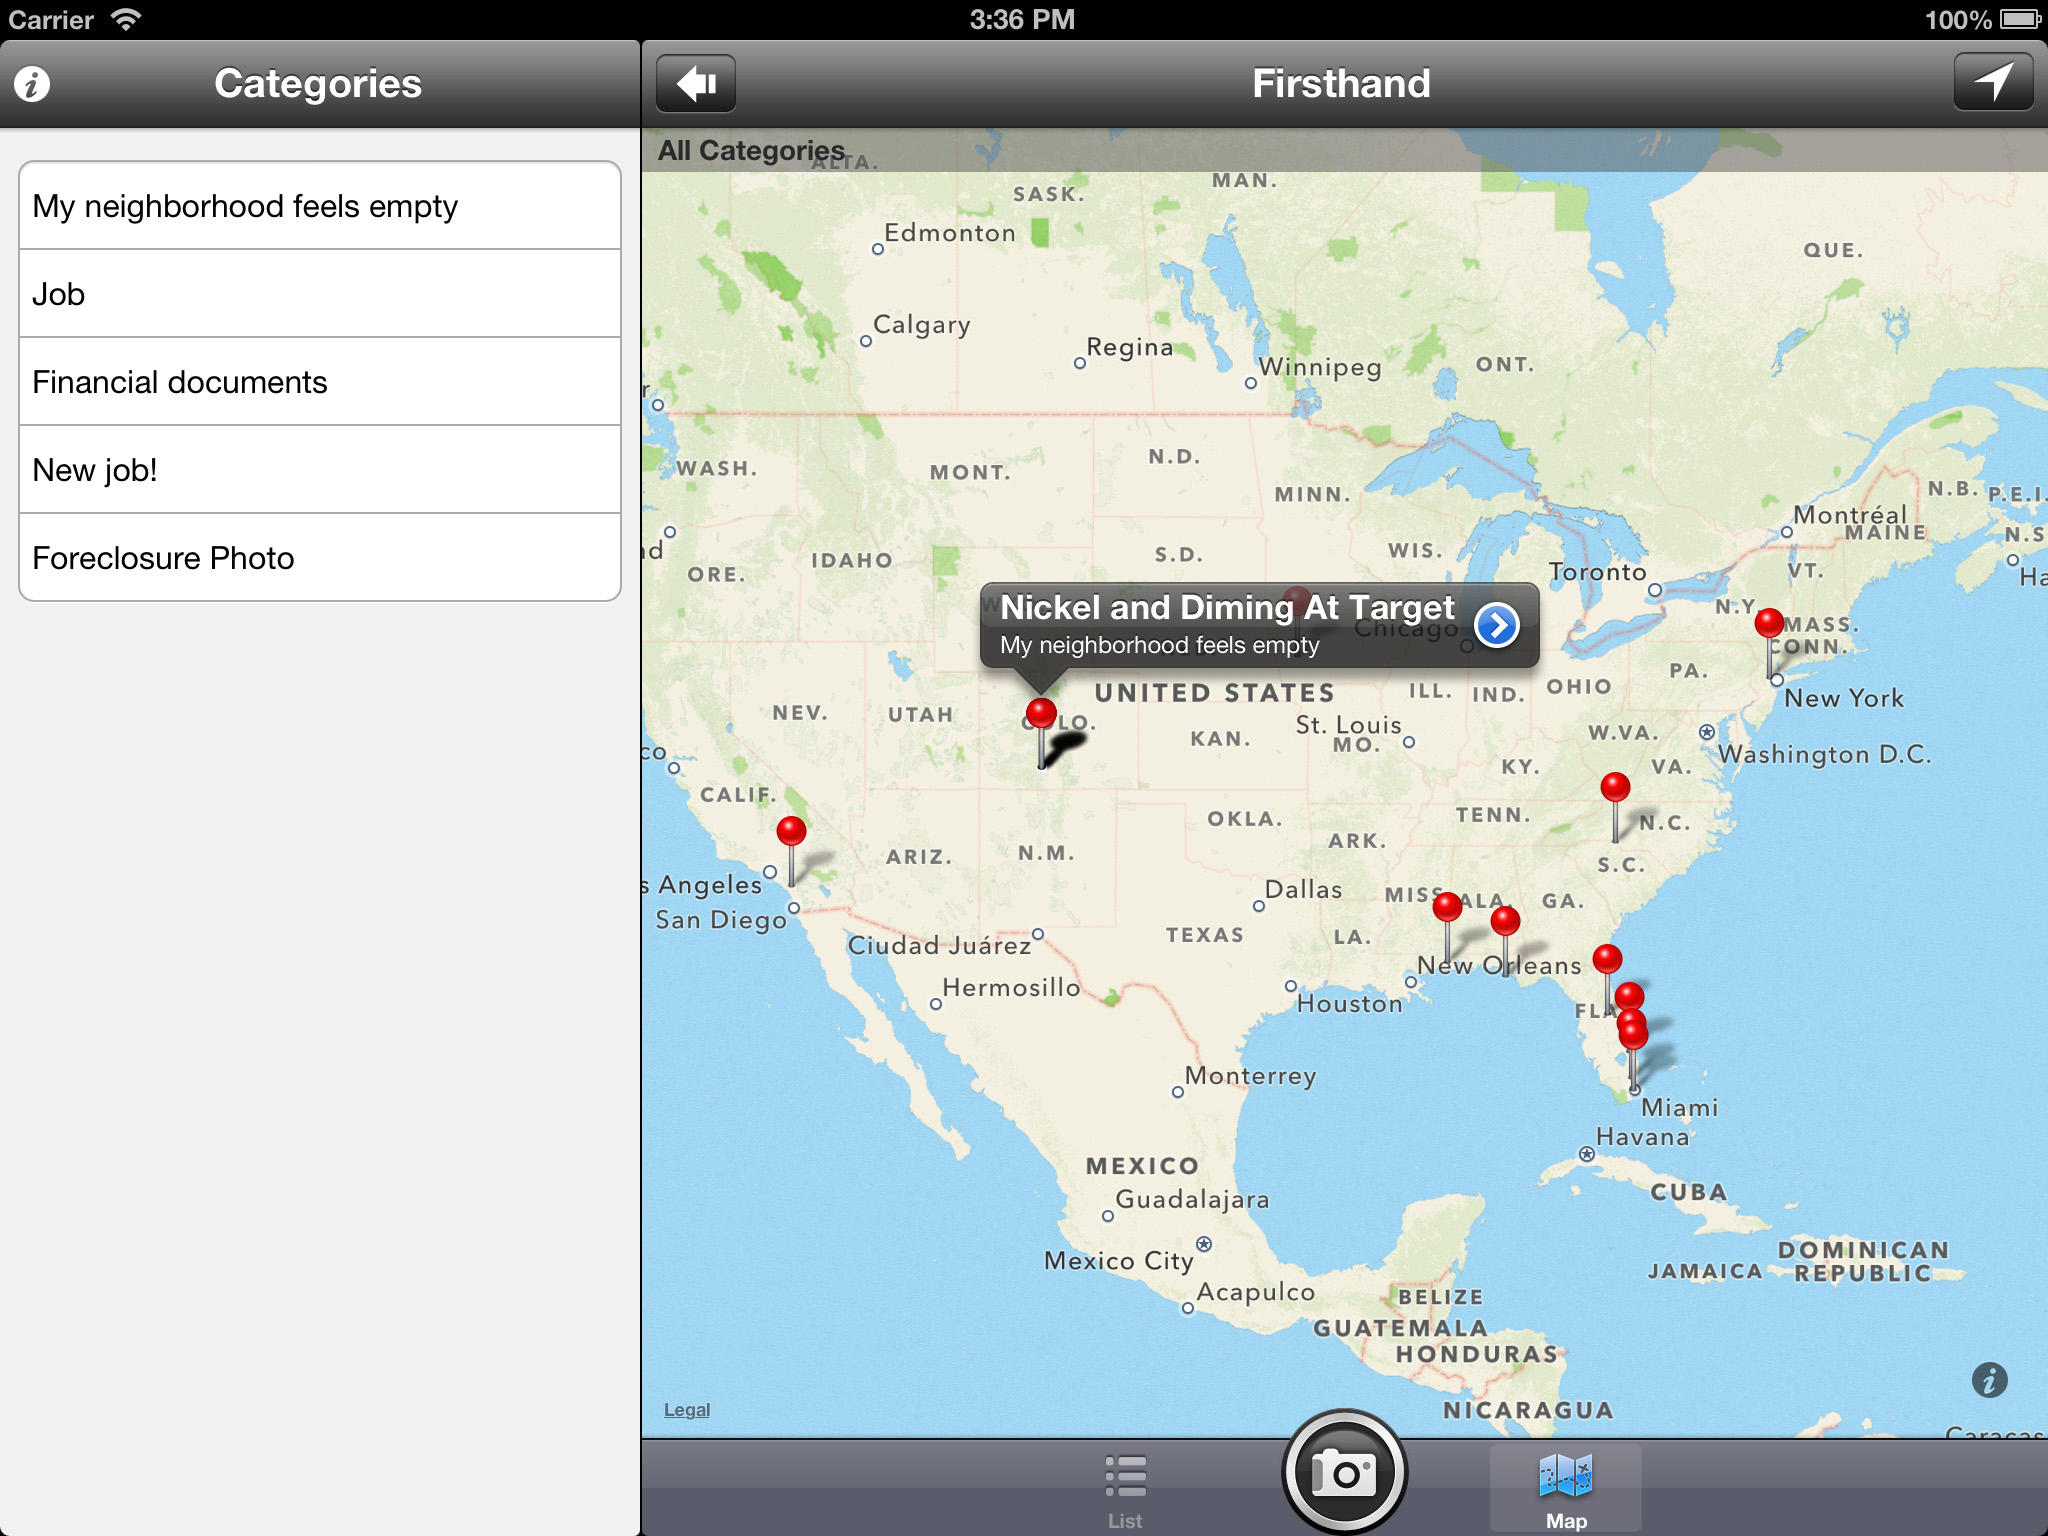 Carrier
3:36 PM
100%
Categories
Firsthand
My neighborhood feels empty
Job
Financial documents
New job!
Foreclosure Photo
All Categories
ALTA.
SASK.
MAN.
Edmonton
QUE.
Calgary
Regina
Winnipeg
ONT.
WASH.
MONT.
N.D.
MINN.
N.B.
P.E.I.
Montréal
MAINE
N.S
IDAHO
ORE.
S.D.
WIS.
Toronto
VT.
Ha
N.Y.
MASS.
CONN.
Nickel and Diming At Target
My neighborhood feels empty
Chicago
PA.
UNITED STATES
ILL.
IND.
OHIO
New York
NEV.
UTAH
COLO.
KAN.
St. Louis
MO.
W.VA.
Washington D.C.
KY.
VA.
co
CALIF.
OKLA.
TENN.
N.C.
ARK.
ARIZ.
N.M.
S.C.
s Angeles
San Diego
Dallas
MISS
ALA.
GA.
TEXAS
LA.
Ciudad Juárez
New Orleans
Hermosillo
Houston
FLA
Monterrey
Miami
Havana
MEXICO
Guadalajara
CUBA
Mexico City
DOMINICAN
REPUBLIC
JAMAICA
Acapulco
BELIZE
GUATEMALA
HONDURAS
NICARAGUA
Legal
Caracas
List
Map